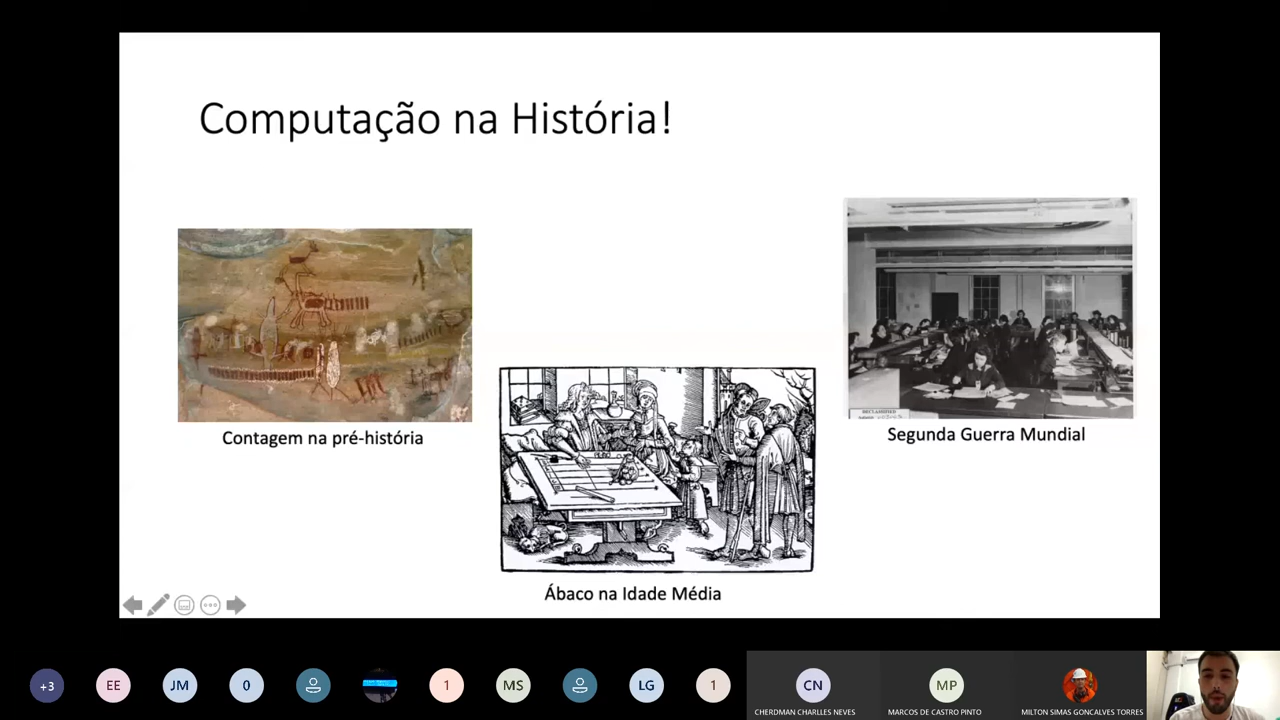 Computação na História!
Contagem na pré-história
Segunda Guerra Mundial
Ábaco na Idade Média
+3
EE
JM
0
1
MS
LG
1
CN
MP
CHERDMAN CHARLLES NEVES
MARCOS DE CASTRO PINTO
MILTON SIMAS GONCALVES TORRES